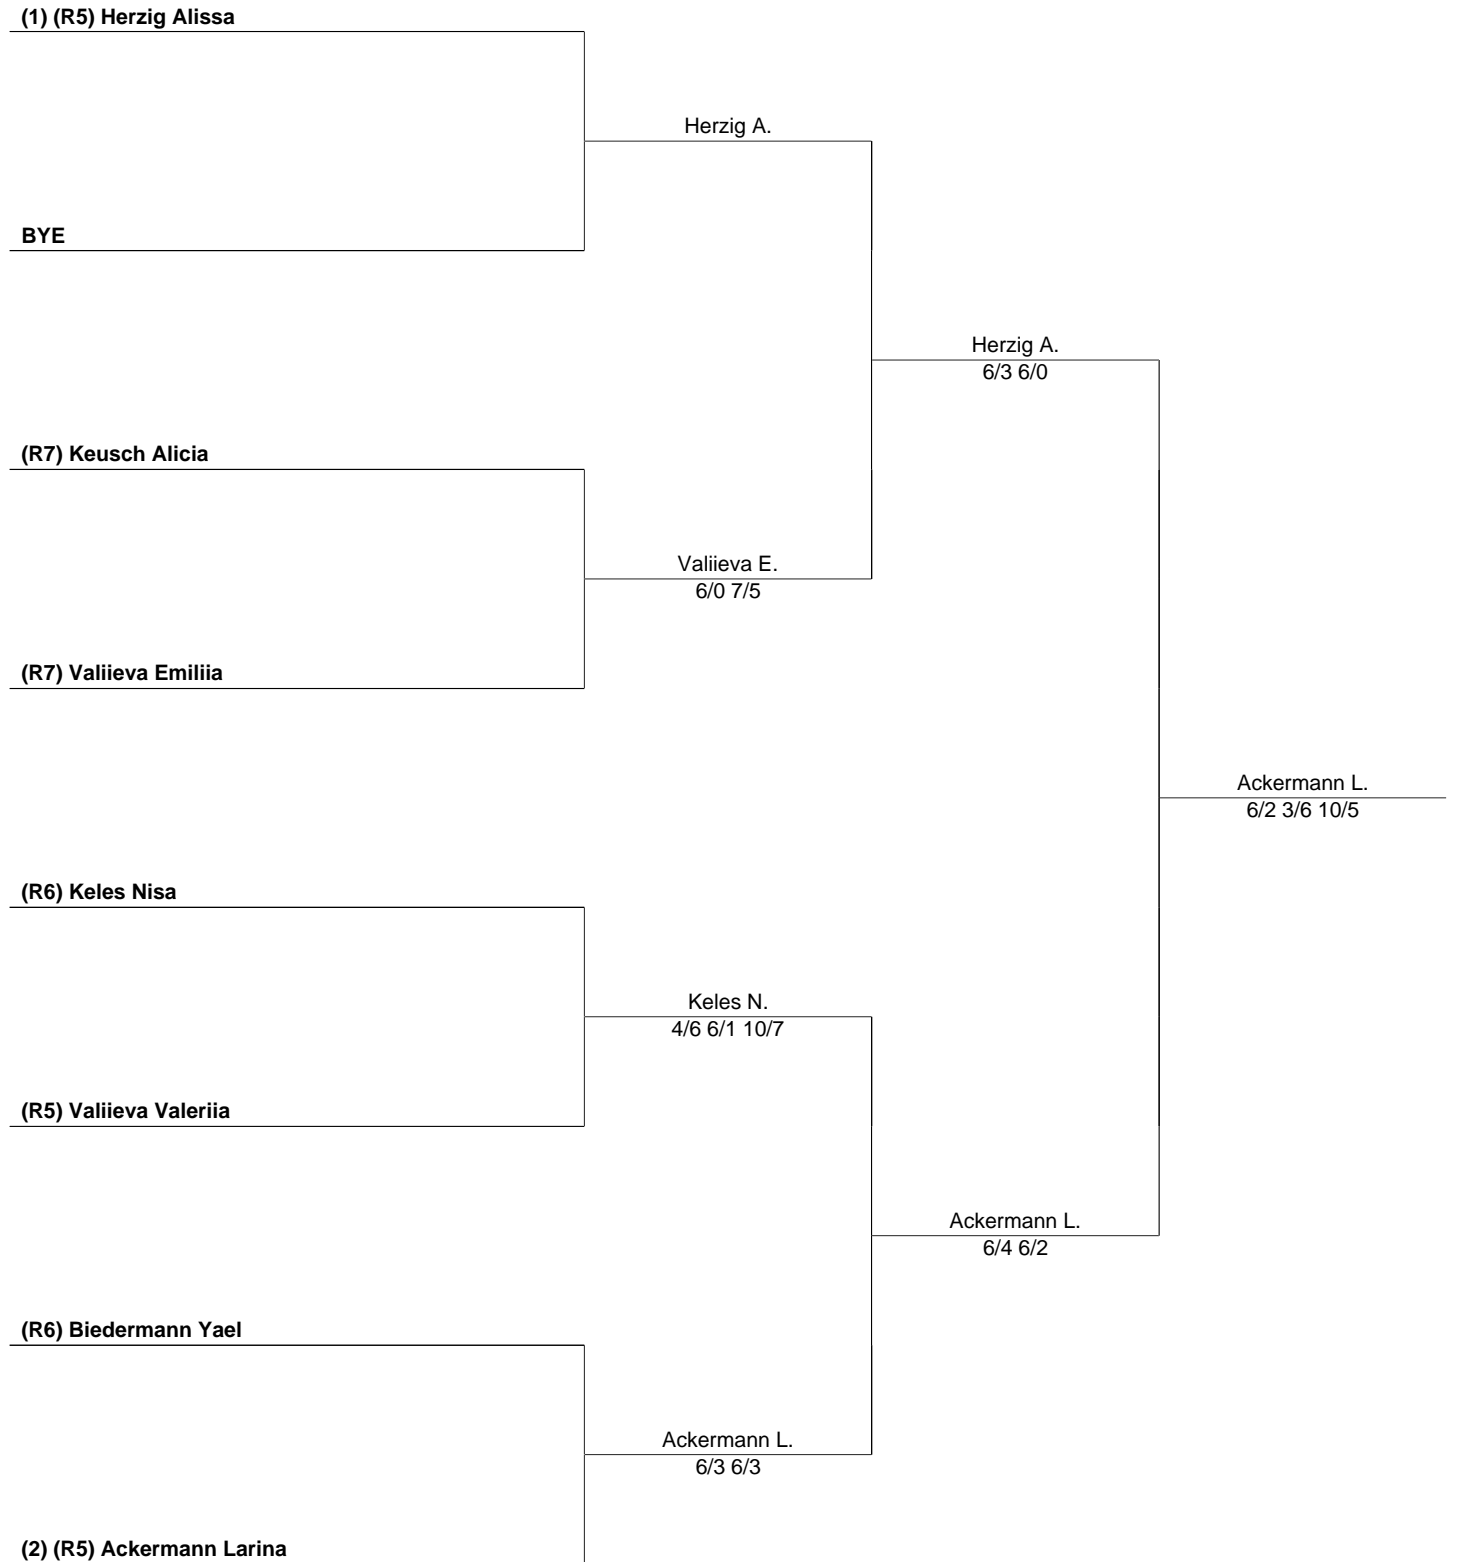 (1) (R5) Herzig Alissa
Herzig A.
BYE
Herzig A.
6/3 6/0
(R7) Keusch Alicia
Valiieva E.
6/0 7/5
(R7) Valiieva Emiliia
Ackermann L.
6/2 3/6 10/5
(R6) Keles Nisa
Keles N.
4/6 6/1 10/7
(R5) Valiieva Valeriia
Ackermann L.
6/4 6/2
(R6) Biedermann Yael
Ackermann L.
6/3 6/3
(2) (R5) Ackermann Larina